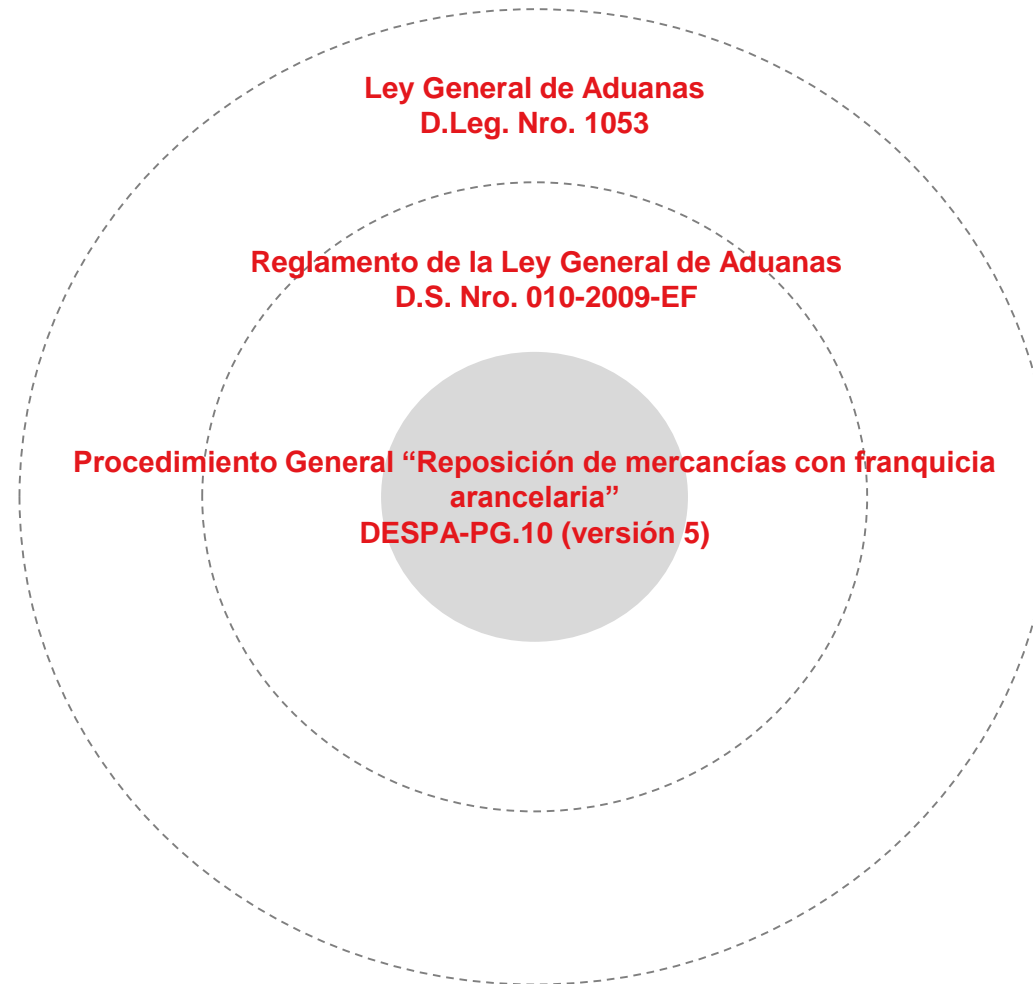 Ley General de Aduanas
D.Leg. Nro. 1053
Reglamento de la Ley General de Aduanas
D.S. Nro. 010-2009-EF
Procedimiento General “Reposición de mercancías con franquicia
arancelaria”
DESPA-PG.10 (versión 5)